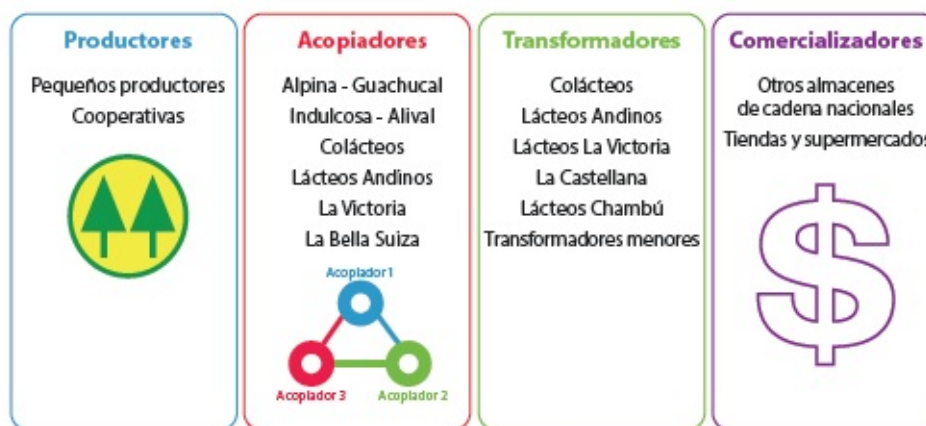 Productores
Pequeños productores
Cooperativas
Acopiadores
Alpina - Guachucal
Indulcosa - Alival
Colácteos
Lácteos Andinos
La Victoria
La Bella Suiza
Acoplador 1
Acoplador 3
Acoplador 2
Transformadores
Colácteos
Lácteos Andinos
Lácteos La Victoria
La Castellana
Lácteos Chambú
Transformadores menores
Comercializadores
Otros almacenes
de cadena nacionales
Tiendas y supermercados
$